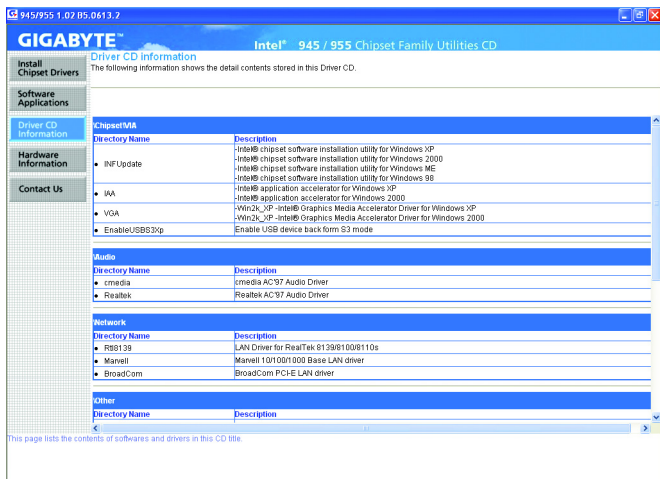 945/955 1.02 B5.0613.2
GIGABYTE™
Intel® 945 / 955 Chipset Family Utilities CD
Install
Chipset Drivers
Software
Applications
Driver CD
Information
Hardware
Information
Contact Us
Driver CD Information
The following information shows the detail contents stored in this Driver CD.
\Chipset\VIA
Directory Name Description
• INFUpdate
-Intel® chipset software installation utility for Windows XP
-Intel® chipset software installation utility for Windows 2000
-Intel® chipset software installation utility for Windows ME
-Intel® chipset software installation utility for Windows 98
• IAA
-Intel® application accelerator for Windows XP
-Intel® application accelerator for Windows 2000
• VGA
-Win2k_XP -Intel® Graphics Media Accelerator Driver for Windows XP
-Win2k_XP -Intel® Graphics Media Accelerator Driver for Windows 2000
• EnableUSBS3Xp Enable USB device back form S3 mode
\Audio
Directory Name Description
• cmedia cmedia AC'97 Audio Driver
• Realtek Realtek AC'97 Audio Driver
\Network
Directory Name Description
• Rtl8139 LAN Driver for RealTek 8139/8100/8110s
• Marvell Marvell 10/100/1000 Base LAN driver
• BroadCom BroadCom PCI-E LAN driver
\Other
Directory Name Description
This page lists the contents of softwares and drivers in this CD title.